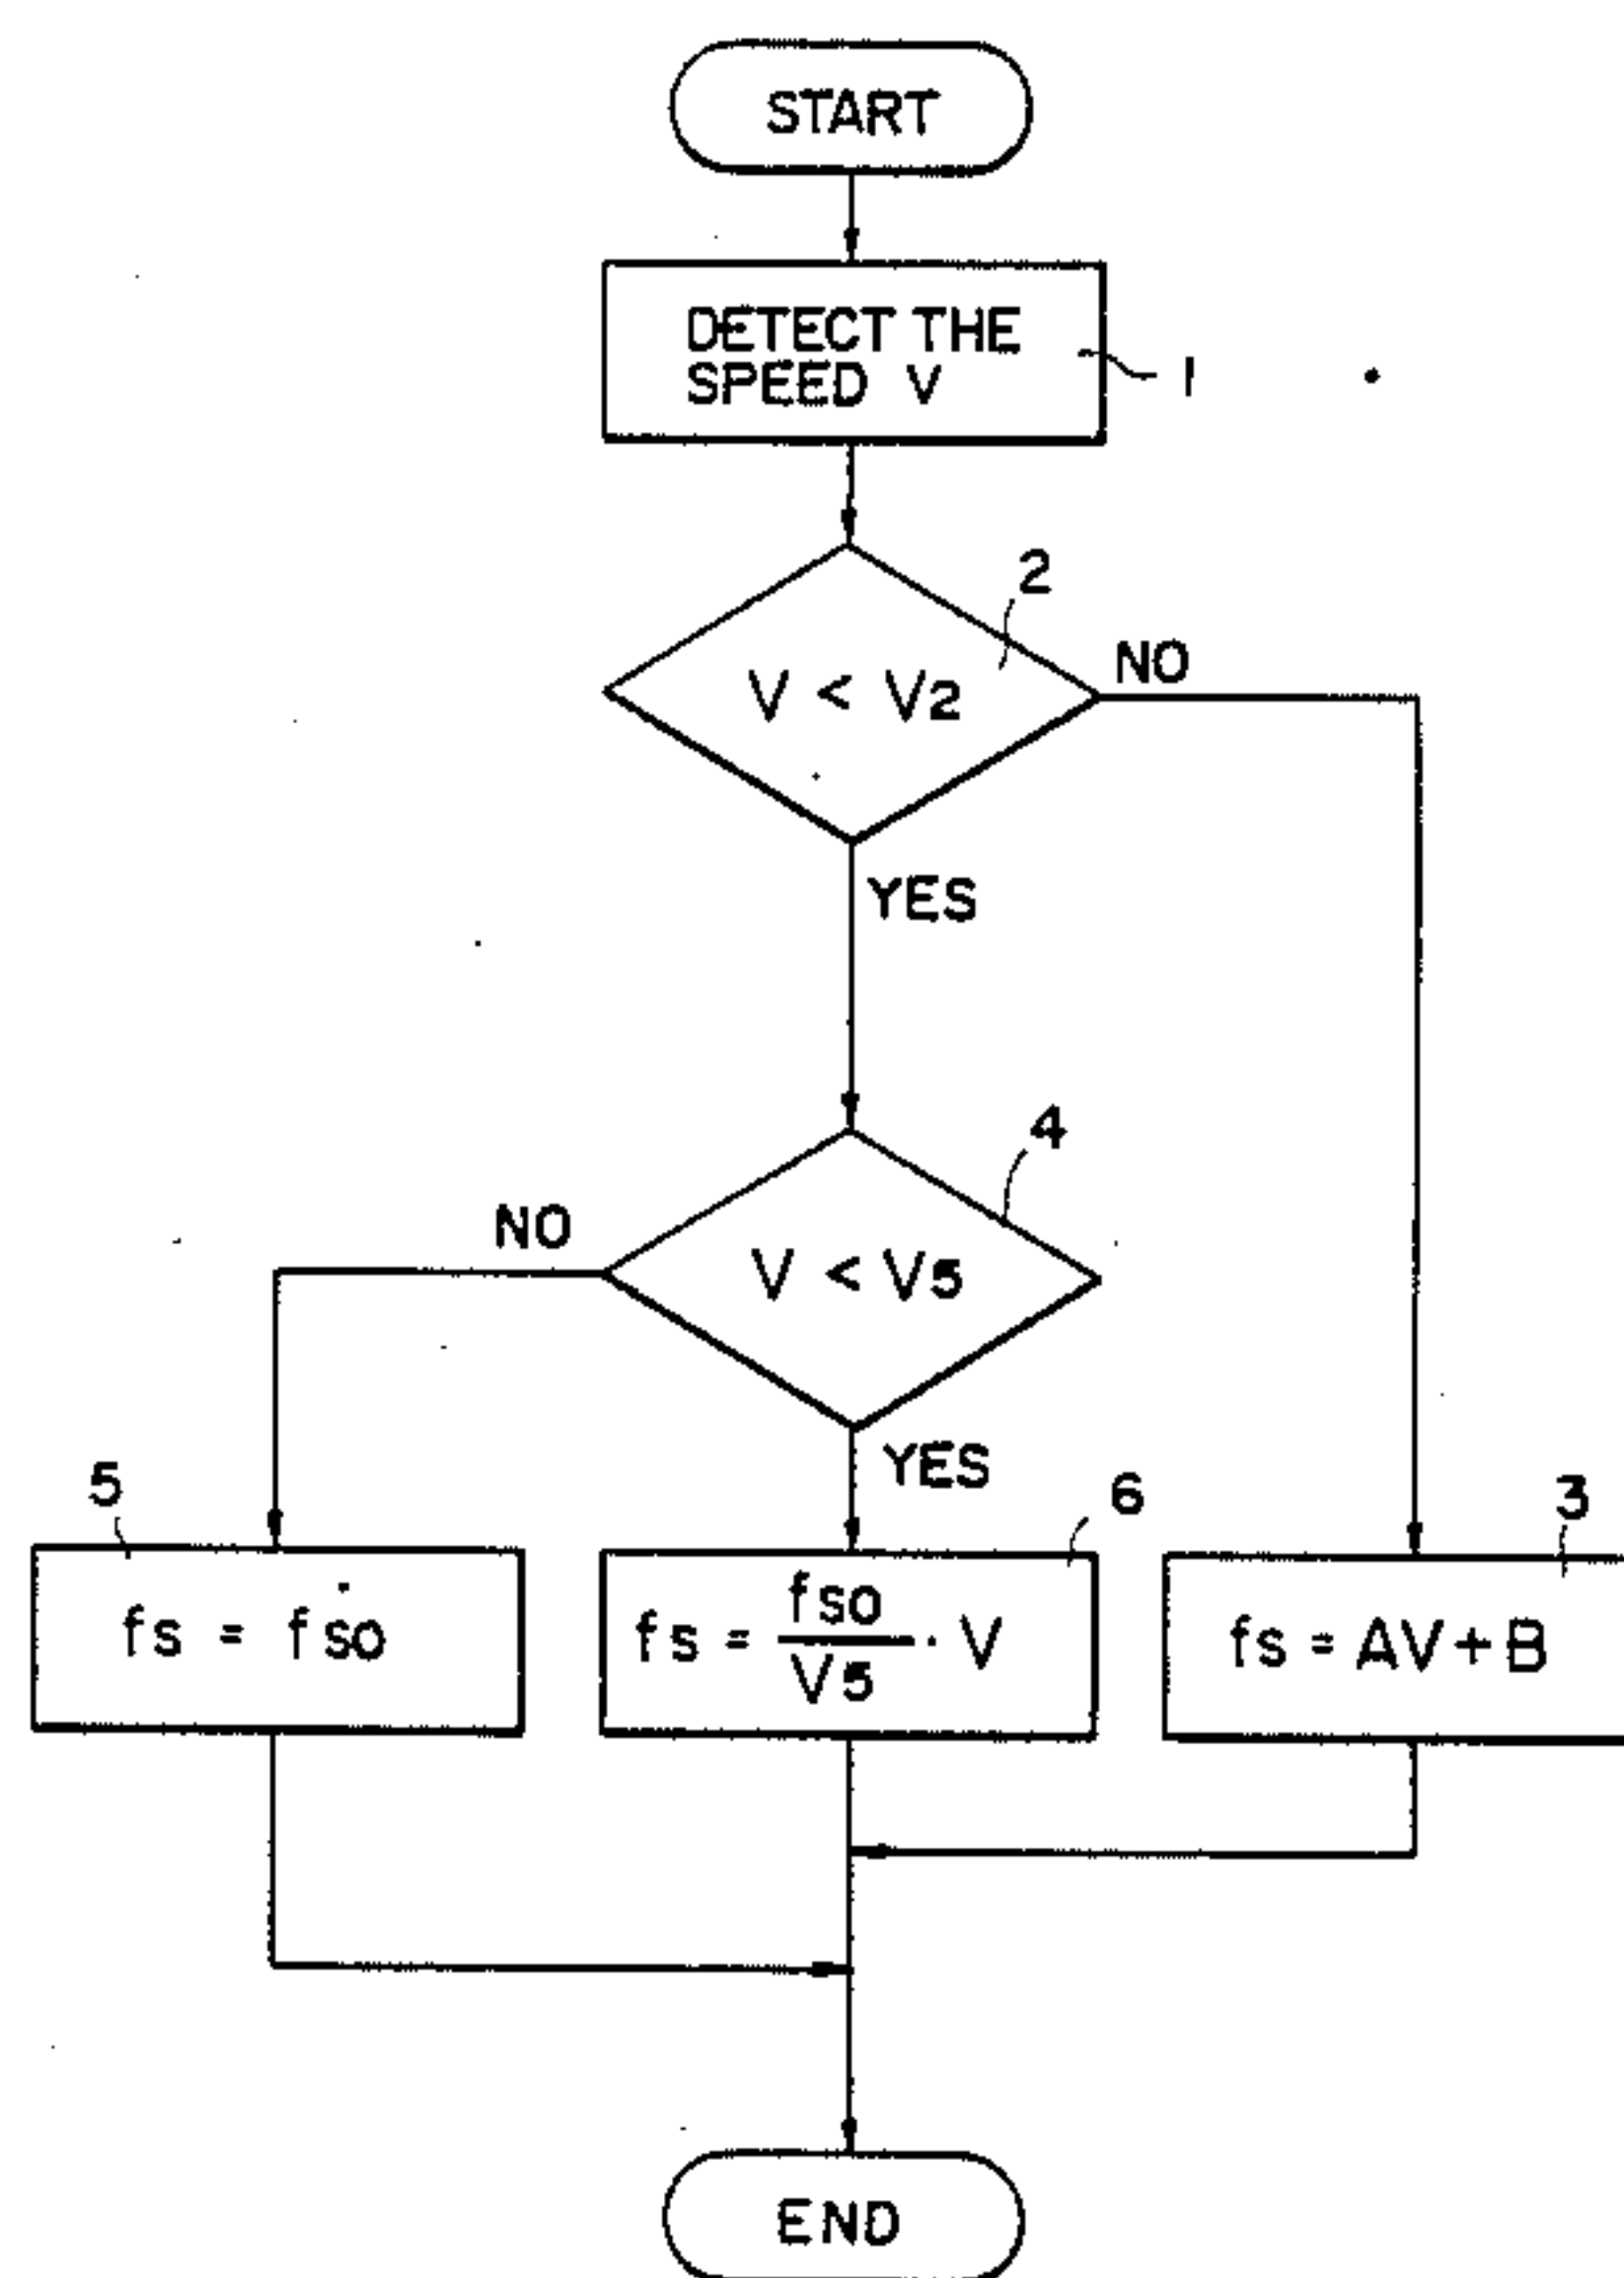 START
DETECT THE
SPEED V
1
2
V < V2
NO
YES
4
NO
V < V5
YES
5
6
3
fs = fso
fs = fso/V5 · V
fs = AV + B
END